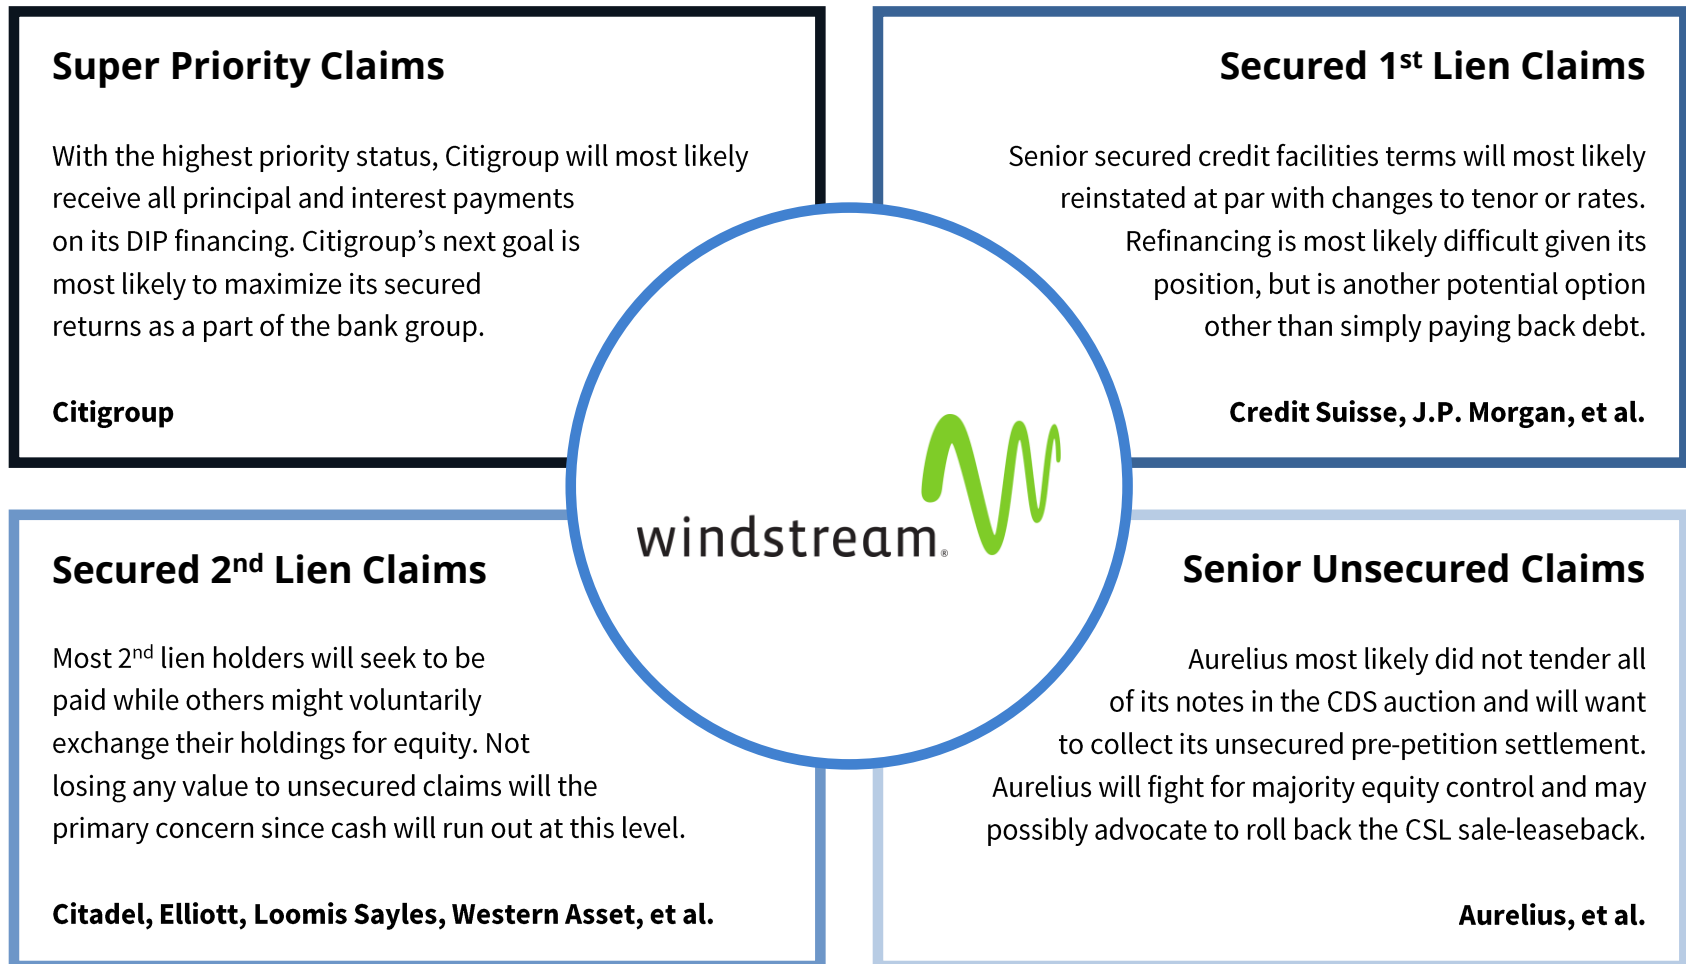 Super Priority Claims
With the highest priority status, Citigroup will most likely
receive all principal and interest payments
on its DIP financing. Citigroup’s next goal is
most likely to maximize its secured
returns as a part of the bank group.
Citigroup
Secured 1st Lien Claims
Senior secured credit facilities terms will most likely
reinstated at par with changes to tenor or rates.
Refinancing is most likely difficult given its
position, but is another potential option
other than simply paying back debt.
Credit Suisse, J.P. Morgan, et al.
windstream®
Secured 2nd Lien Claims
Most 2nd lien holders will seek to be
paid while others might voluntarily
exchange their holdings for equity. Not
losing any value to unsecured claims will the
primary concern since cash will run out at this level.
Citadel, Elliott, Loomis Sayles, Western Asset, et al.
Senior Unsecured Claims
Aurelius most likely did not tender all
of its notes in the CDS auction and will want
to collect its unsecured pre-petition settlement.
Aurelius will fight for majority equity control and may
possibly advocate to roll back the CSL sale-leaseback.
Aurelius, et al.